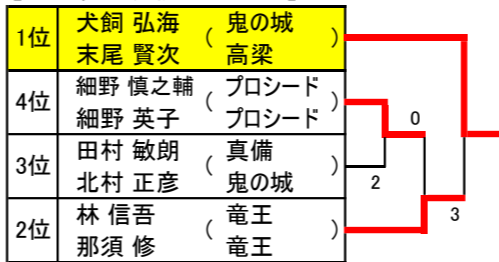 1位 犬飼 弘海 ( 鬼の城 )
末尾 賢次 高梁
4位 細野 慎之輔 ( プロシード )
細野 英子 プロシード
0
3位 田村 敏朗 ( 真備 )
北村 正彦 鬼の城
2
2位 林 信吾 ( 竜王 )
那須 修 竜王
3